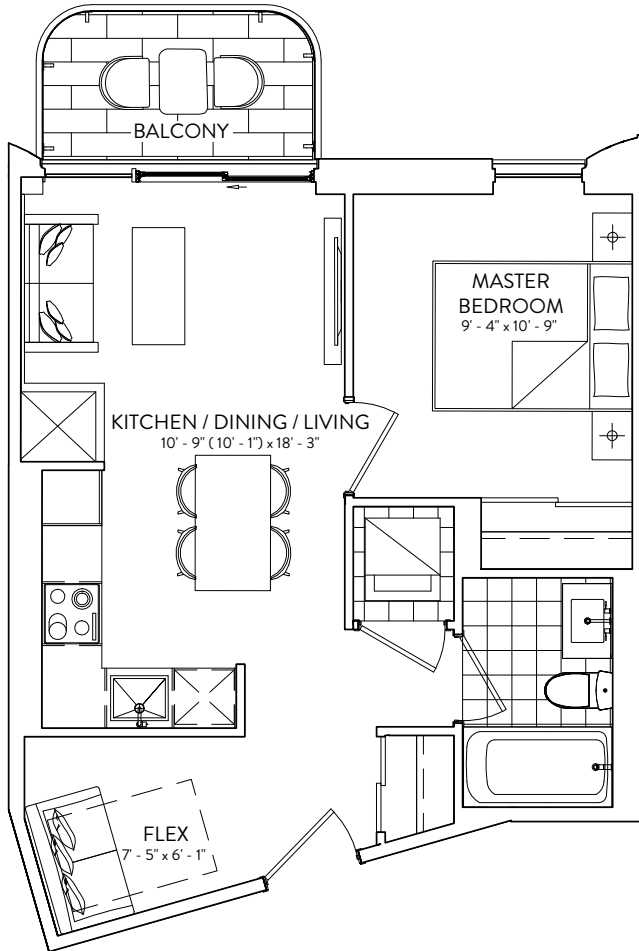 BALCONY
MASTER
BEDROOM
9' - 4" x 10' - 9"
KITCHEN / DINING / LIVING
10' - 9" ( 10' - 1") x 18' - 3"
FLEX
7' - 5" x 6' - 1"